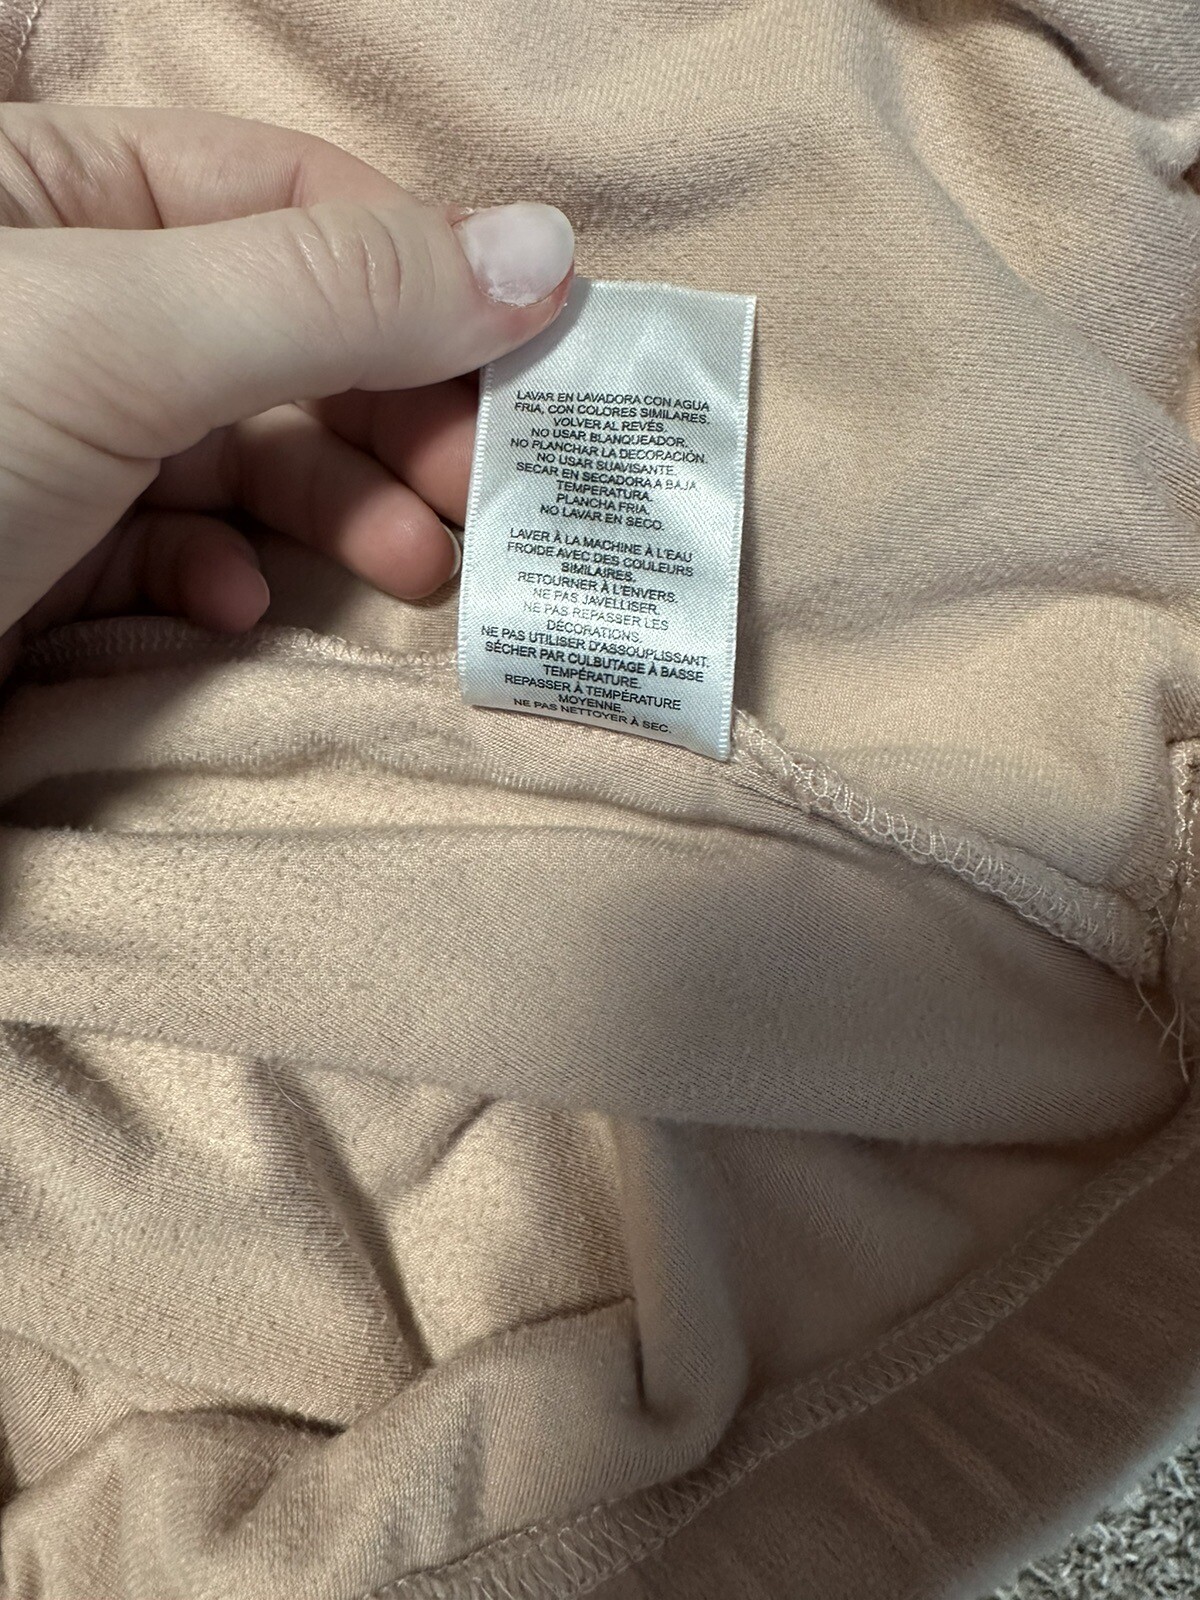 LAVAR EN LAVADORA CON AGUA
FRIA, CON COLORES SIMILARES.
VOLVER AL REVÉS.
NO USAR BLANQUEADOR.
NO PLANCHAR LA DECORACIÓN.
NO USAR SUAVISANTE.
SECAR EN SECADORA A BAJA
TEMPERATURA.
PLANCHA FRIA.
NO LAVAR EN SECO.
LAVER À LA MACHINE À L'EAU
FROIDE AVEC DES COULEURS
SIMILAIRES.
RETOURNER À L'ENVERS.
NE PAS JAVELLISER.
NE PAS REPASSER LES
DÉCORATIONS.
NE PAS UTILISER D'ASSOUPLISSANT.
SÉCHER PAR CULBUTAGE À BASSE
TEMPÉRATURE.
REPASSER À TEMPÉRATURE
MOYENNE.
NE PAS NETTOYER À SEC.